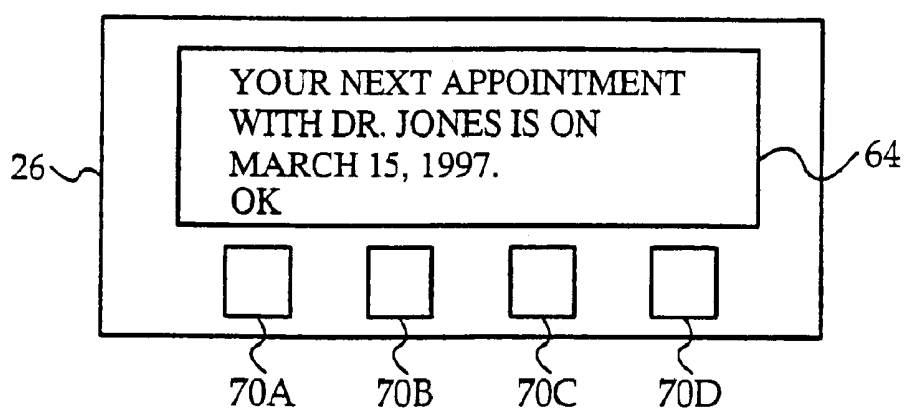 YOUR NEXT APPOINTMENT
WITH DR. JONES IS ON
MARCH 15, 1997.
OK
26
64
70A 70B 70C 70D